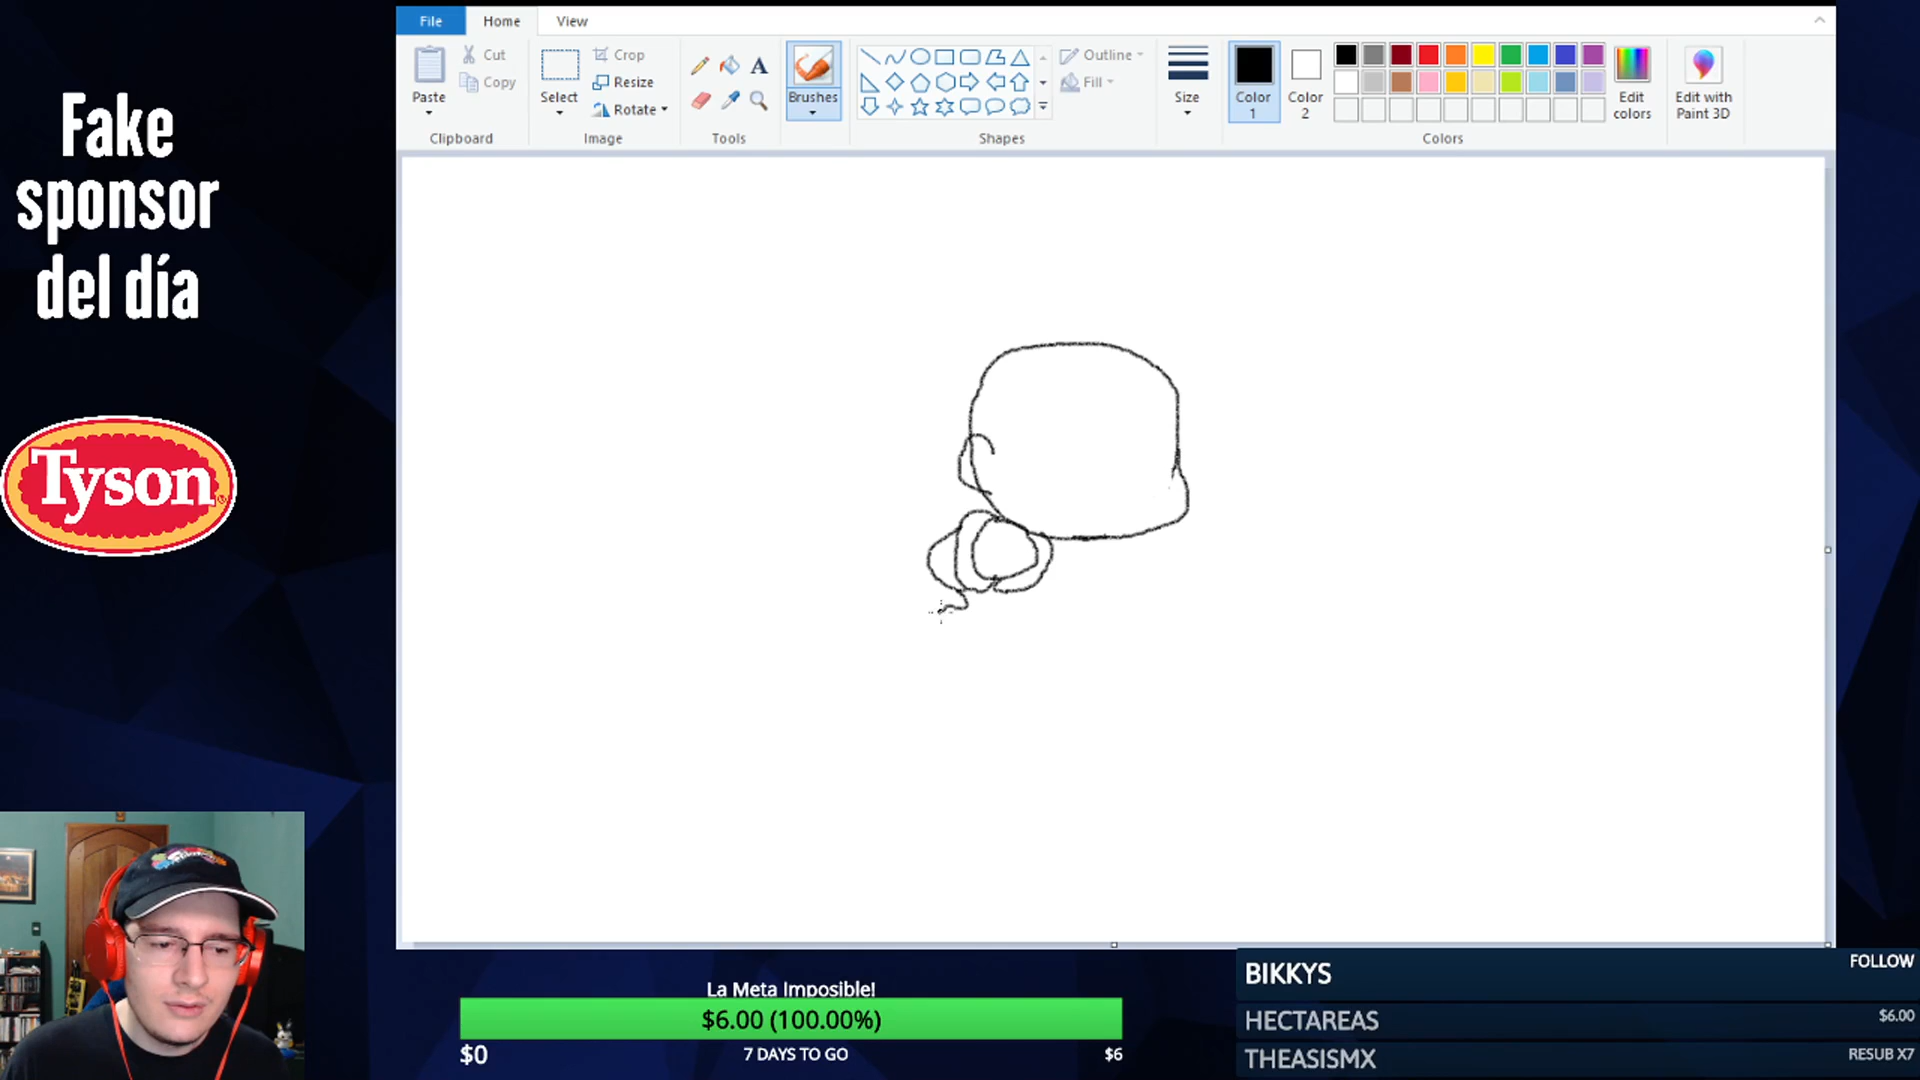 File
Home
View
Fake
sponsor
del día
Tyson
Paste
Cut
Copy
Clipboard
Select
Crop
Resize
Rotate
Image
A
Tools
Brushes
Shapes
Outline
Fill
Size
Color
1
Color
2
Edit
colors
Colors
Edit with
Paint 3D
La Meta Imposible!
$6.00 (100.00%)
$0
7 DAYS TO GO
$6
BIKKYS
FOLLOW
HECTAREAS
$6.00
THEASISMX
RESUB X7